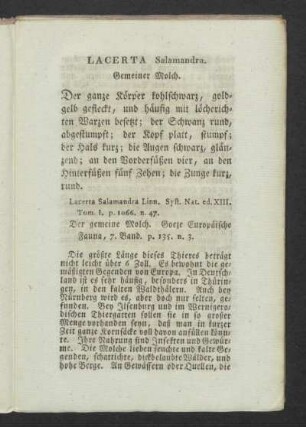 LACERTA Salamandra.
Gemeiner Molch.
Der ganze Körper kohlschwarz, gold-
gelb gefleckt, und häufig mit löcherich-
ten Warzen besetzt; der Schwanz rund,
abgestumpft; der Kopf platt, stumpf;
der Hals kurz; die Augen schwarz, glän-
zend; an den Vorderfüßen vier, an den
Hinterfüßen fünf Zehen; die Zunge kurz,
rund.
Lacerta Salamandra Linn. Syst. Nat. ed. XIII.
Tom. I. p. 1066. n. 47.
Der gemeine Molch. Goeze Europäische
Fauna, 7. Band. p. 135. n. 3.
Die größte Länge dieses Thieres beträgt
nicht leicht über 6 Zoll. Es bewohnt die ge-
mäßigten Gegenden von Europa. In Deutsch-
land ist es sehr häufig, besonders in Thürin-
gen, in den kalten Waldthälern. Auch bey
Nürnberg wird es, aber doch nur selten, ge-
funden. Bey Ilsenburg und im Wernigero-
dischen Thiergarten sollen sie in so großer
Menge vorhanden seyn, daß man in kurzer
Zeit ganze Kornsäcke voll davon anfüllen könn-
te. Ihre Nahrung sind Insekten und Gewür-
me. Die Molche lieben feuchte und kalte Ge-
genden, schattichte, dickbelaubte Wälder, und
hohe Berge. An Gewässern oder Quellen, die